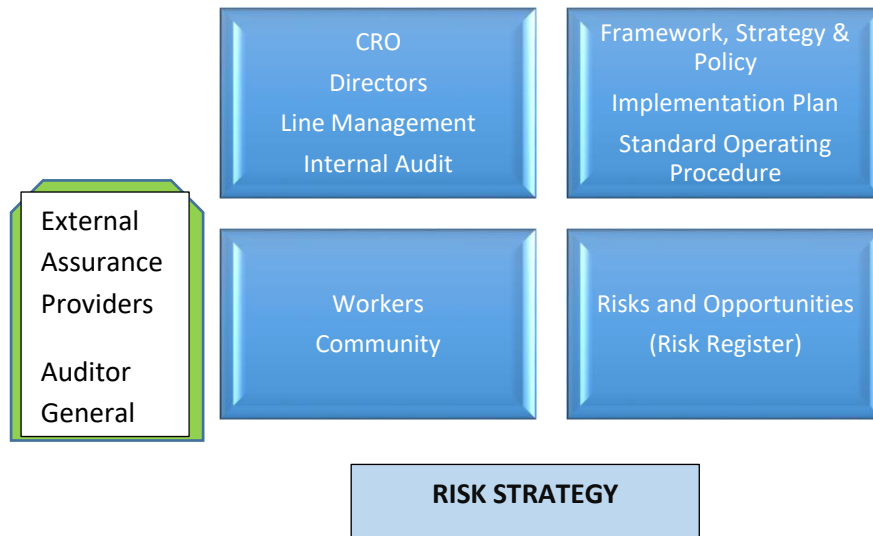 CRO
Directors
Line Management
Internal Audit
Framework, Strategy &
Policy
Implementation Plan
Standard Operating
Procedure
External
Assurance
Providers
Auditor
General
Workers
Community
Risks and Opportunities
(Risk Register)
RISK STRATEGY